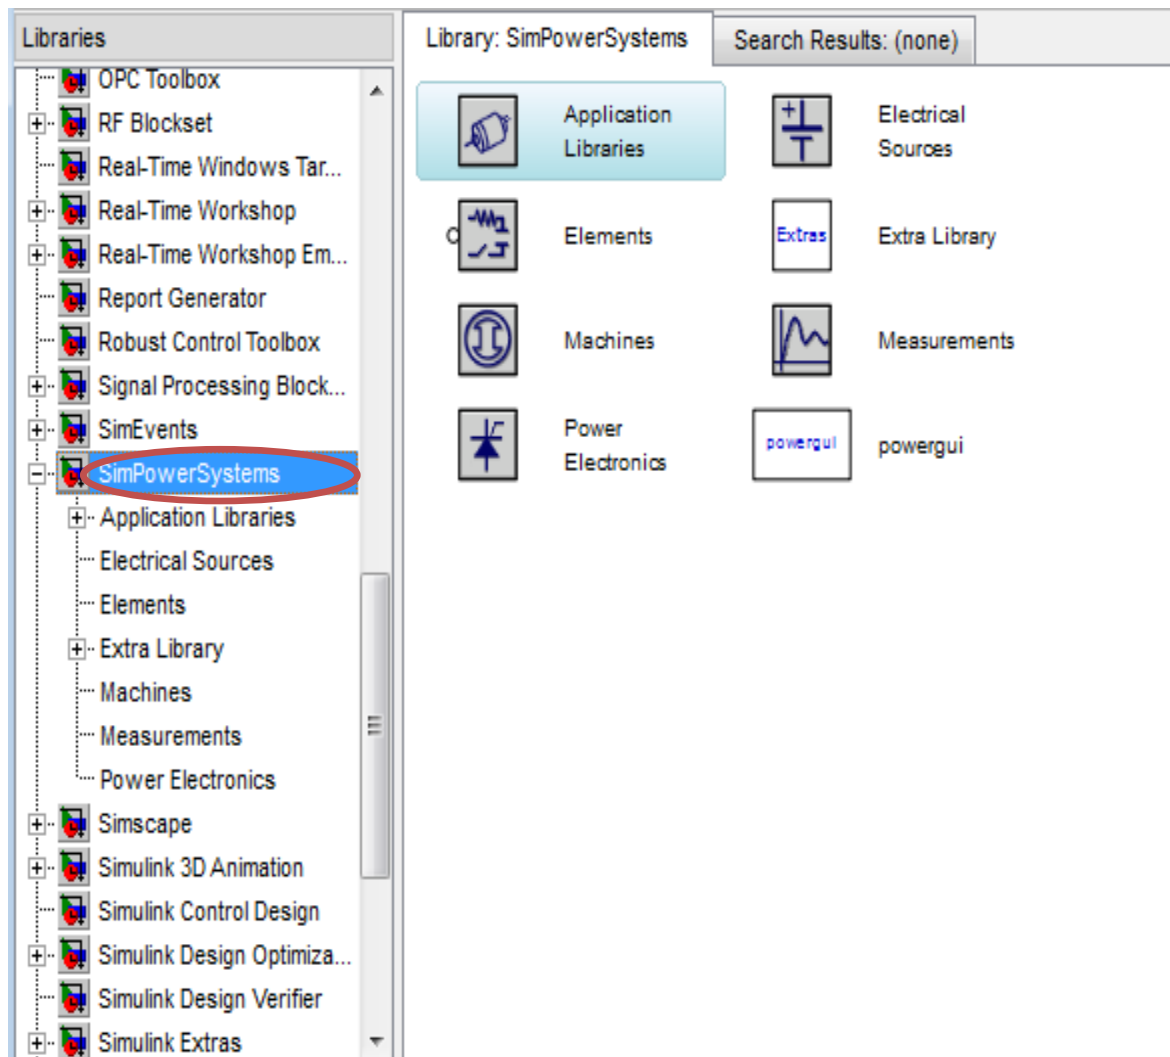 Libraries
OPC Toolbox
RF Blockset
Real-Time Windows Tar...
Real-Time Workshop
Real-Time Workshop Em...
Report Generator
Robust Control Toolbox
Signal Processing Block...
SimEvents
SimPowerSystems
Application Libraries
Electrical Sources
Elements
Extra Library
Machines
Measurements
Power Electronics
Simscape
Simulink 3D Animation
Simulink Control Design
Simulink Design Optimiza...
Simulink Design Verifier
Simulink Extras
Library: SimPowerSystems
Search Results: (none)
Application
Libraries
Electrical
Sources
Elements
Extras
Extra Library
Machines
Measurements
Power
Electronics
powergui
powergui